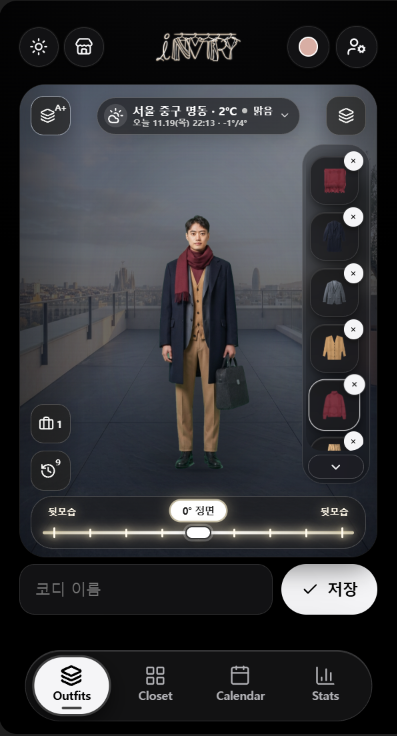 iNVTRY
A+
서울 중구 명동 · 2°C 맑음
오늘 11.19(목) 22:13 · -1°/4°
1
9
뒷모습
0° 정면
뒷모습
코디 이름
저장
Outfits
Closet
Calendar
Stats